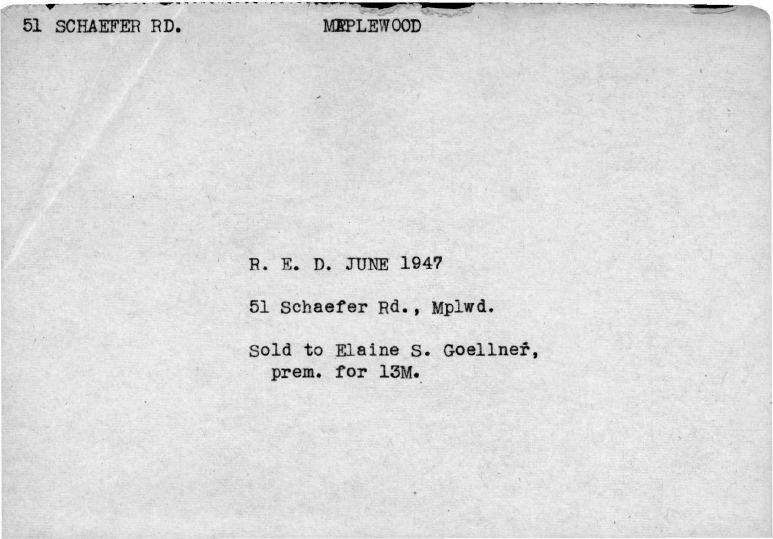 51 SCHAEFER RD. MAPLEWOOD
R. E. D. JUNE 1947
51 Schaefer Rd., Mplwd.
Sold to Elaine S. Goellner,
prem. for 13M.